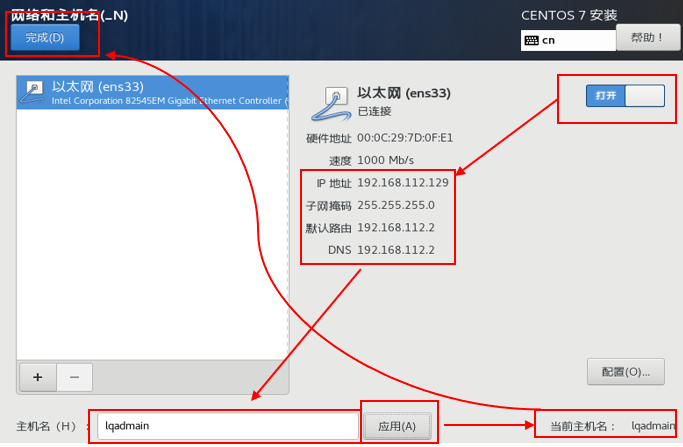 网络和主机名(_N)
CENTOS 7 安装
完成(D)
cn
帮助！
以太网 (ens33)
Intel Corporation 82545EM Gigabit Ethernet Controller (
以太网 (ens33)
已连接
打开
硬件地址 00:0C:29:7D:0F:E1
速度 1000 Mb/s
IP 地址 192.168.112.129
子网掩码 255.255.255.0
默认路由 192.168.112.2
DNS 192.168.112.2
+ −
配置(O)...
主机名（H）： lqadmain 应用(A) 当前主机名： lqadmain